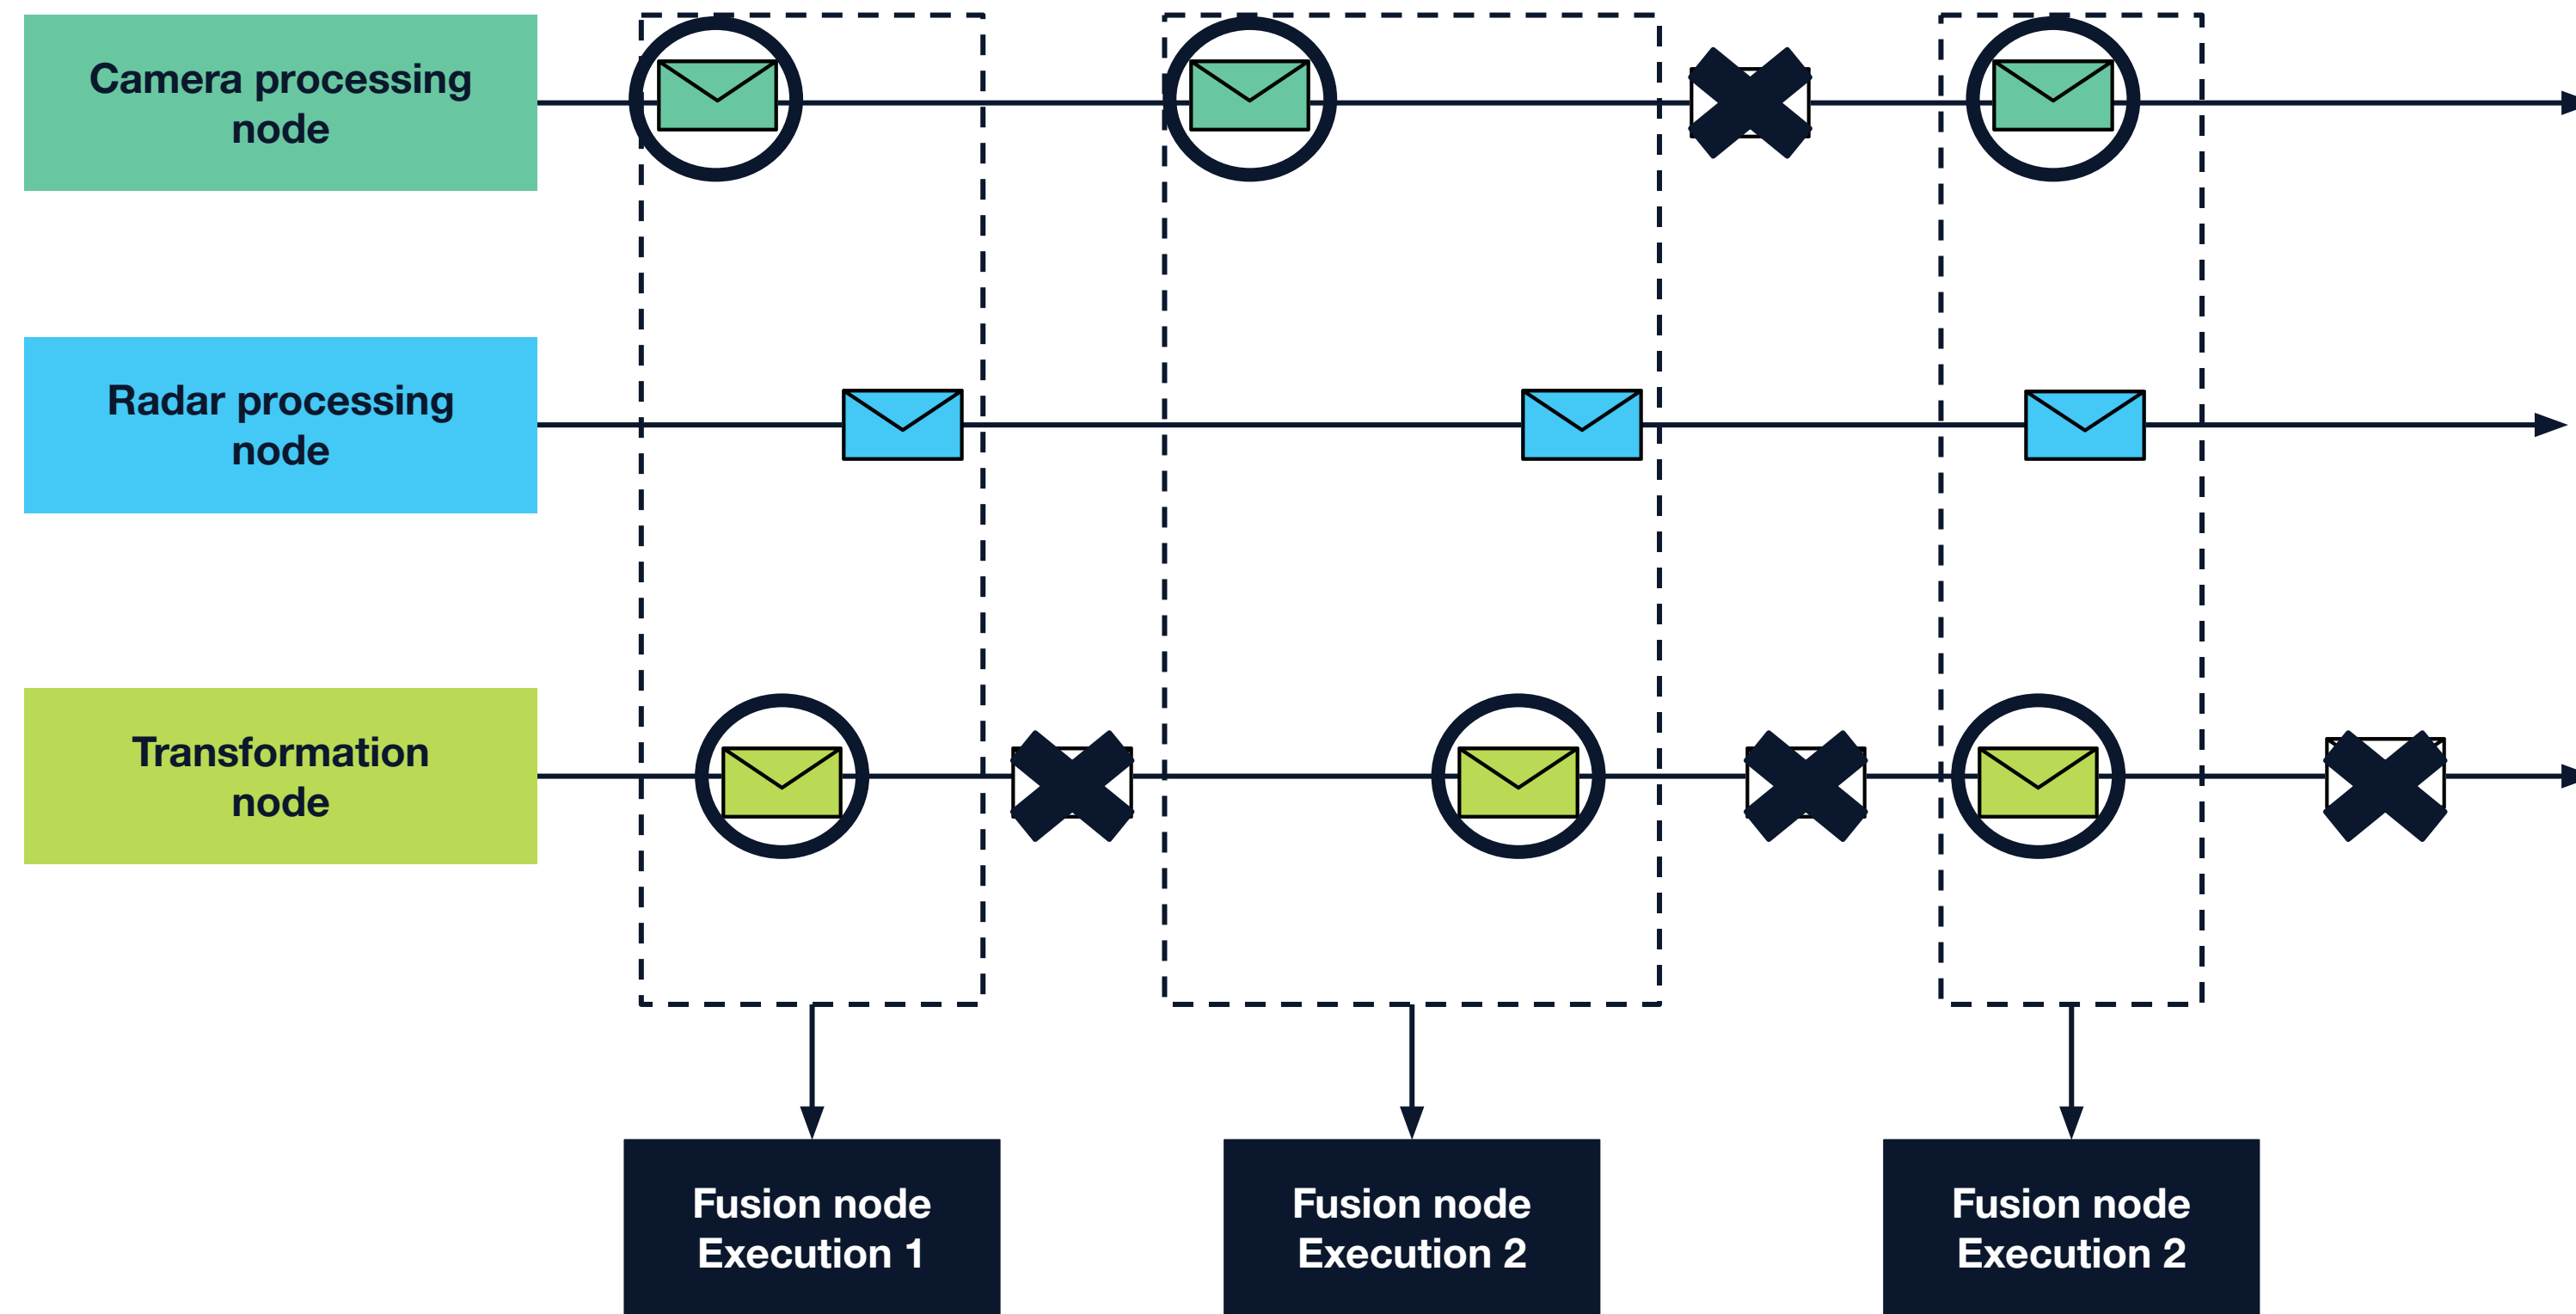 Camera processing
node
Radar processing
node
Transformation
node
Fusion node
Execution 1
Fusion node
Execution 2
Fusion node
Execution 2